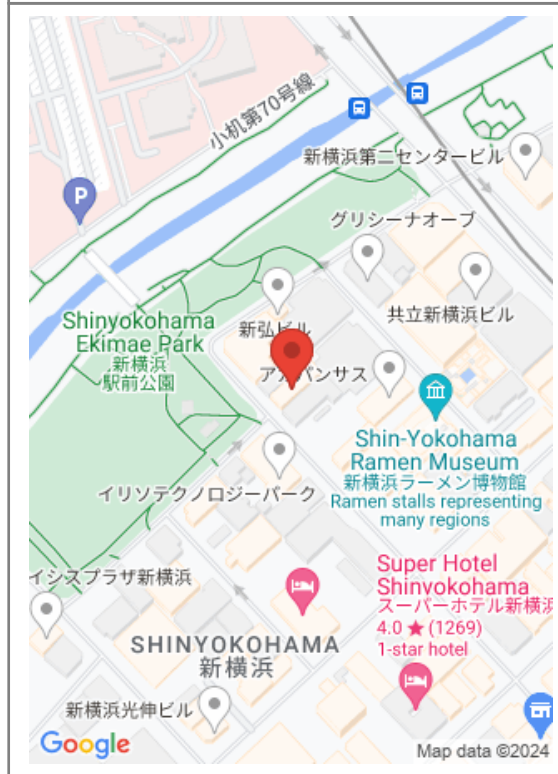 小机第70号線
新横浜第二センタービル
P
グリシーナオーブ
Shinyokohama
Ekimae Park
新横浜
駅前公園
新弘ビル
共立新横浜ビル
Shin-Yokohama
Ramen Museum
新横浜ラーメン博物館
Ramen stalls representing
many regions
イリソテクノロジーパーク
イシスプラザ新横浜
Super Hotel
Shinyokohama
スーパーホテル新横浜
4.0 ★ (1269)
1-star hotel
SHINYOKOHAMA
新横浜
新横浜光伸ビル
Google
Map data ©2024